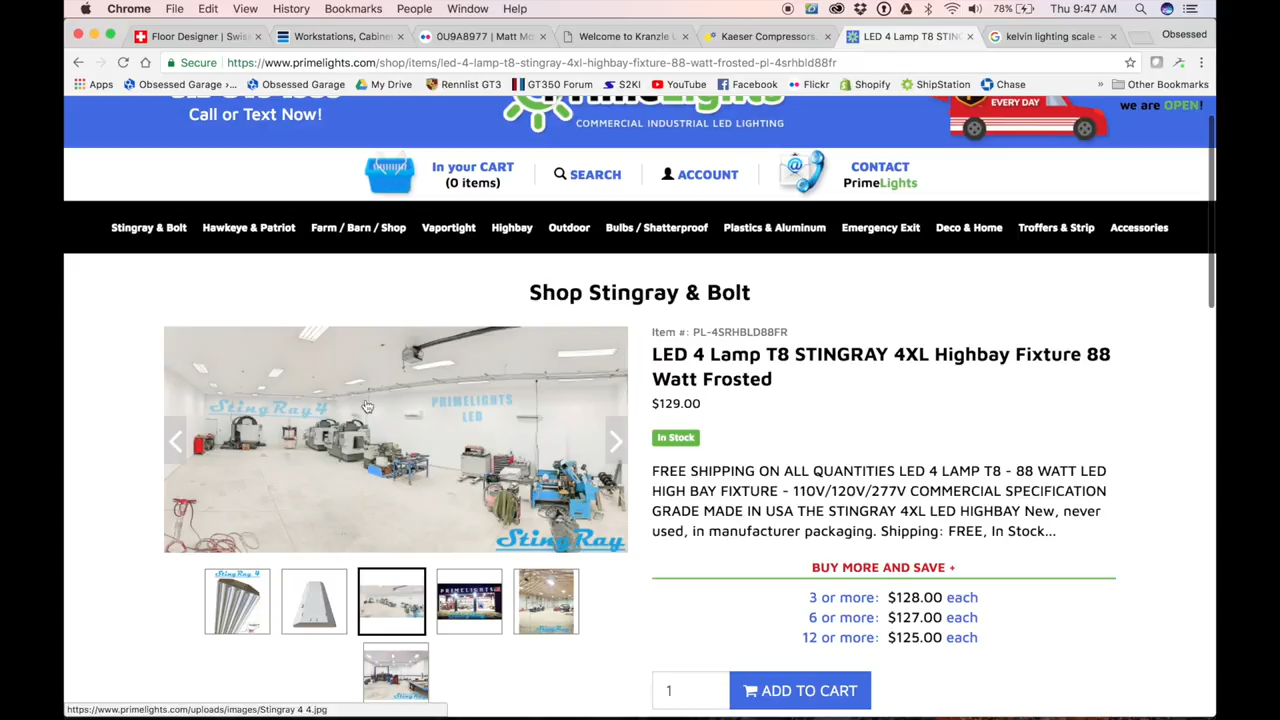 Chrome File Edit View History Bookmarks People Window Help 78% Thu 9:47 AM
Floor Designer | Swis Workstations, Cabine 0U9A8977 | Matt Mo Welcome to Kranzle U Kaeser Compressors, LED 4 Lamp T8 STING kelvin lighting scale - Obsessed
Secure https://www.primelights.com/shop/items/led-4-lamp-t8-stingray-4xl-highbay-fixture-88-watt-frosted-pl-4srhbld88fr
Apps Obsessed Garage >... Obsessed Garage My Drive Rennlist GT3 GT350 Forum S2KI YouTube Facebook Flickr Shopify ShipStation Chase » Other Bookmarks
Call or Text Now!
COMMERCIAL INDUSTRIAL LED LIGHTING
EVERY DAY
we are OPEN!
In your CART
(0 items)
SEARCH
ACCOUNT
CONTACT
PrimeLights
Stingray & Bolt Hawkeye & Patriot Farm / Barn / Shop Vaportight Highbay Outdoor Bulbs / Shatterproof Plastics & Aluminum Emergency Exit Deco & Home Troffers & Strip Accessories
Shop Stingray & Bolt
StingRay 4
PRIMELIGHTS
LED
StingRay
Item #: PL-4SRHBLD88FR
LED 4 Lamp T8 STINGRAY 4XL Highbay Fixture 88
Watt Frosted
$129.00
In Stock
FREE SHIPPING ON ALL QUANTITIES LED 4 LAMP T8 - 88 WATT LED
HIGH BAY FIXTURE - 110V/120V/277V COMMERCIAL SPECIFICATION
GRADE MADE IN USA THE STINGRAY 4XL LED HIGHBAY New, never
used, in manufacturer packaging. Shipping: FREE, In Stock...
BUY MORE AND SAVE +
3 or more: $128.00 each
6 or more: $127.00 each
12 or more: $125.00 each
1
ADD TO CART
StingRay 4
PRIMELIGHTS
StingRay
StingRay
https://www.primelights.com/uploads/images/Stingray 4 4.jpg